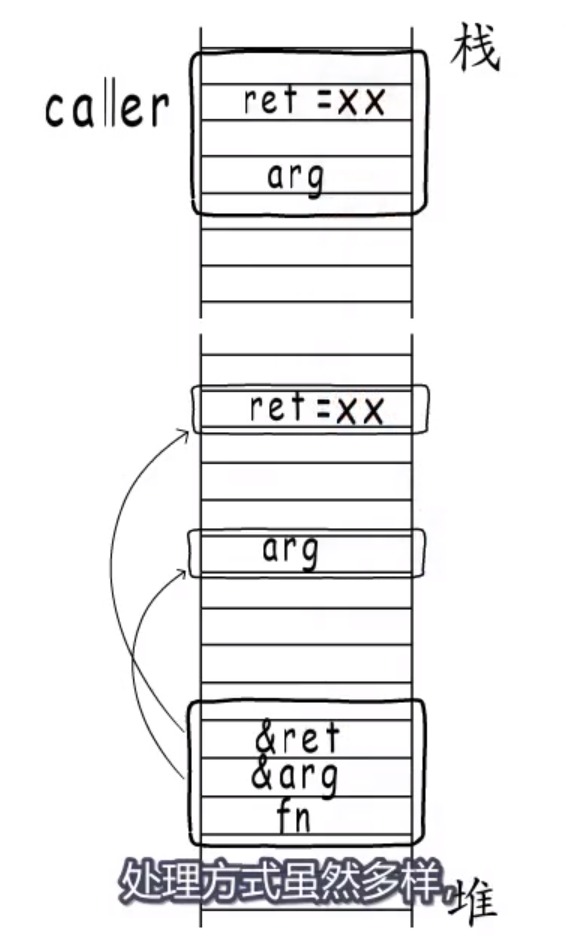 栈
caller
ret =xx
arg
ret =xx
arg
&ret
&arg
fn
处理方式虽然多样,
堆